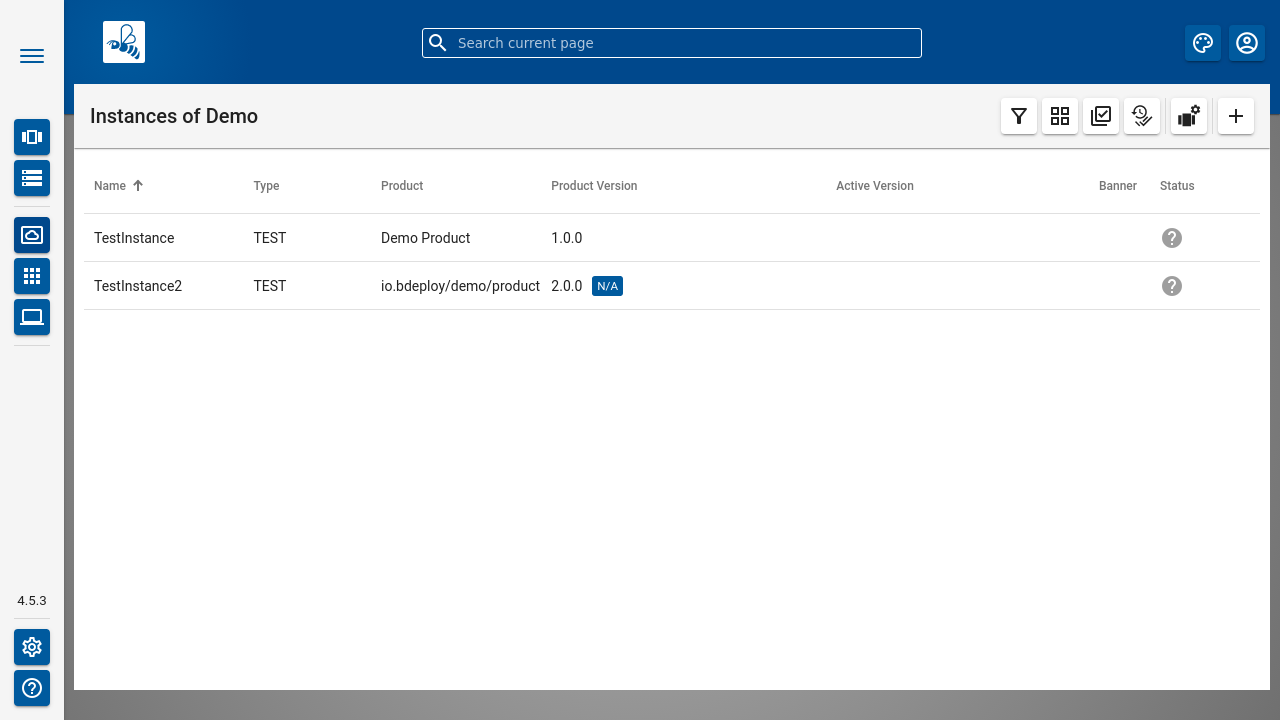 Search current page
Instances of Demo
Name Type Product Product Version Active Version Banner Status
TestInstance TEST Demo Product 1.0.0
TestInstance2 TEST io.bdeploy/demo/product 2.0.0 N/A
4.5.3